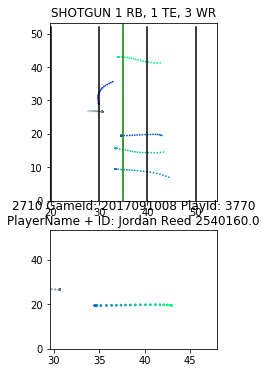 SHOTGUN 1 RB, 1 TE, 3 WR
50
40
30
20
10
0
20 30 40 50
2710 GameId: 2017091008 PlayId: 3770
PlayerName + ID: Jordan Reed 2540160.0
40
20
0
30 35 40 45